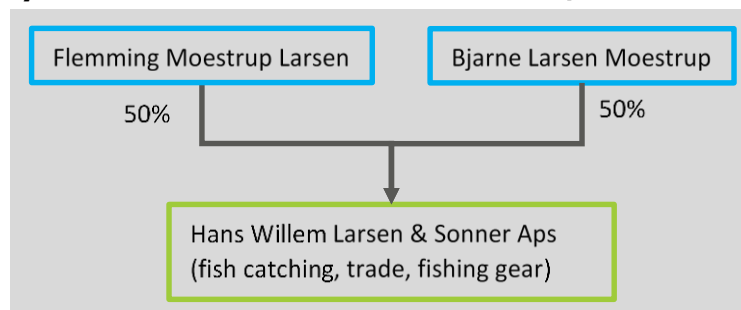 Flemming Moestrup Larsen
Bjarne Larsen Moestrup
50%
50%
Hans Willem Larsen & Sonner Aps
(fish catching, trade, fishing gear)